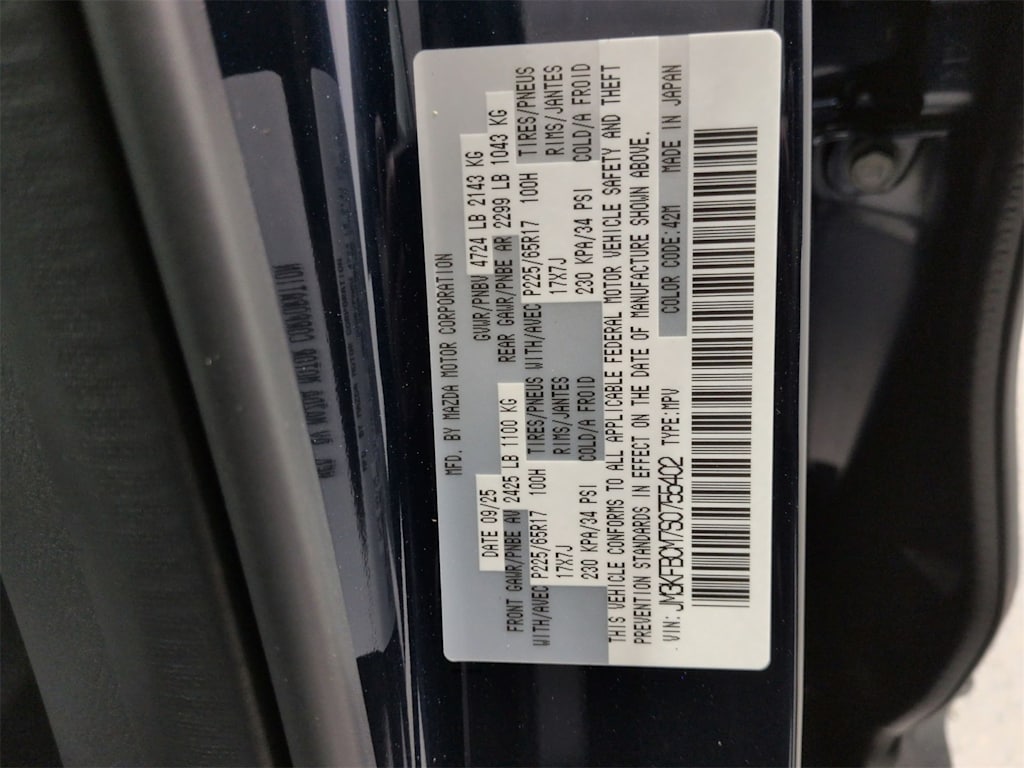 MFD. BY MAZDA MOTOR CORPORATION
DATE 09/25 GVWR/PNBV 4724 LB 2143 KG
FRONT GAWR/PNBE AV 2425 LB 1100 KG REAR GAWR/PNBE AR 2299 LB 1043 KG
WITH/AVEC P225/65R17 100H TIRES/PNEUS WITH/AVEC P225/65R17 100H TIRES/PNEUS
17X7J RIMS/JANTES 17X7J RIMS/JANTES
230 KPA/34 PSI COLD/A FROID 230 KPA/34 PSI COLD/A FROID
THIS VEHICLE CONFORMS TO ALL APPLICABLE FEDERAL MOTOR VEHICLE SAFETY AND THEFT
PREVENTION STANDARDS IN EFFECT ON THE DATE OF MANUFACTURE SHOWN ABOVE.
VIN: JM3KFBCM7S0755402 TYPE:MPV COLOR CODE:42M MADE IN JAPAN